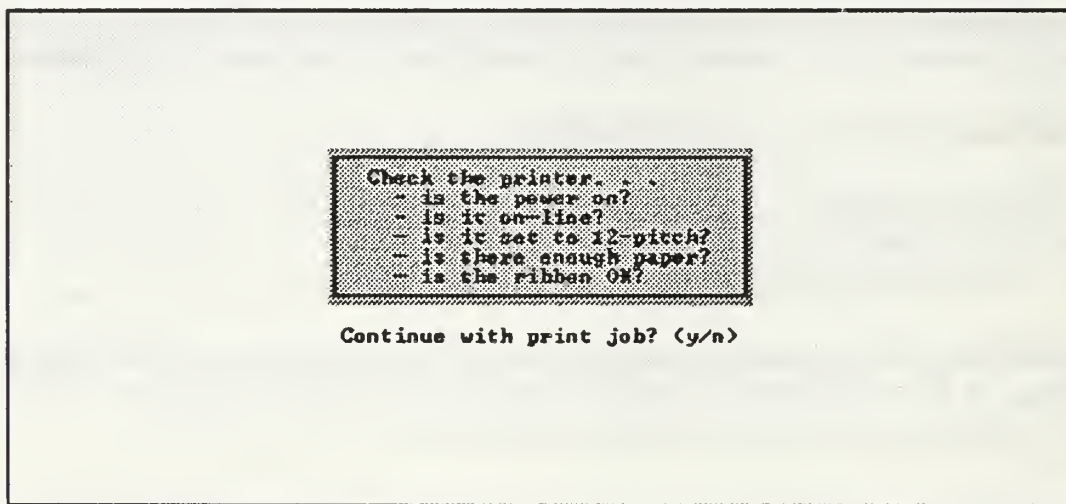 Check the printer. . .
- is the power on?
- is it on-line?
- is it set to 12-pitch?
- is there enough paper?
- is the ribbon OK?
Continue with print job? (y/n)